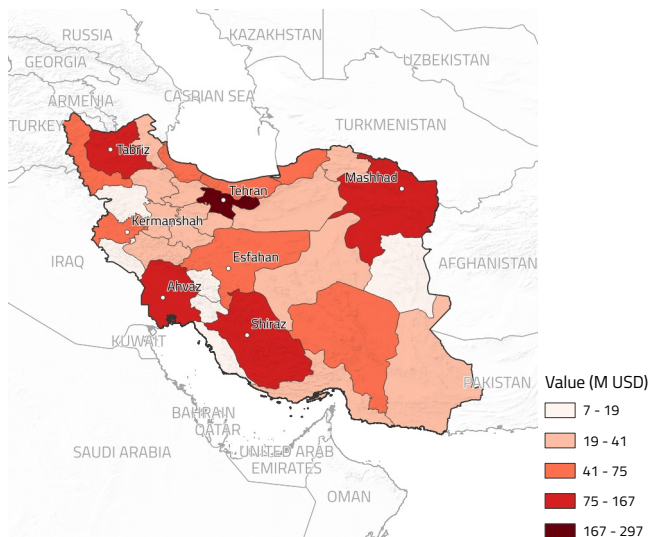 RUSSIA
KAZAKHSTAN
GEORGIA
UZBEKISTAN
ARMENIA
CASPIAN SEA
TURKEY
TURKMENISTAN
Tabriz
Mashhad
Tehran
Kermanshah
IRAQ
Esfahan
AFGHANISTAN
Ahvaz
Shiraz
KUWAIT
PAKISTAN
Value (M USD)
7 - 19
BAHRAIN
QATAR
19 - 41
SAUDI ARABIA
UNITED ARAB
EMIRATES
41 - 75
OMAN
75 - 167
167 - 297